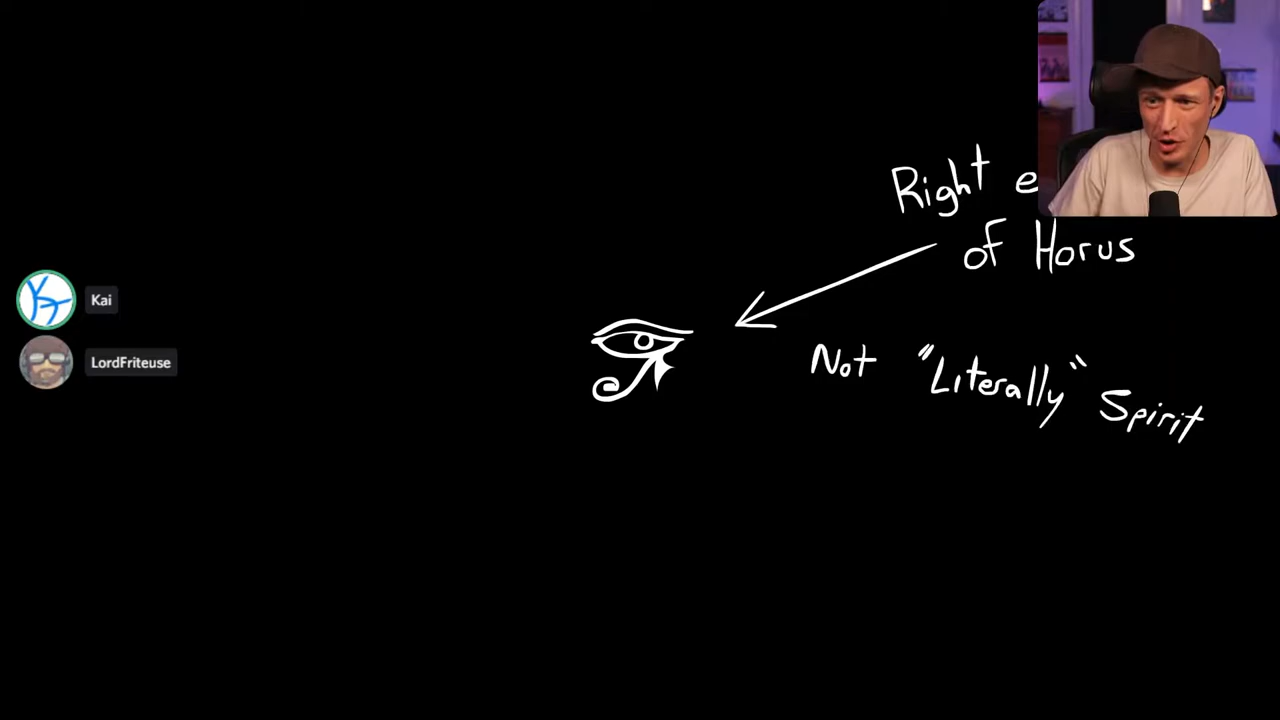 Right
of Horus
Kai
LordFriteuse
Not "Literally" Spirit